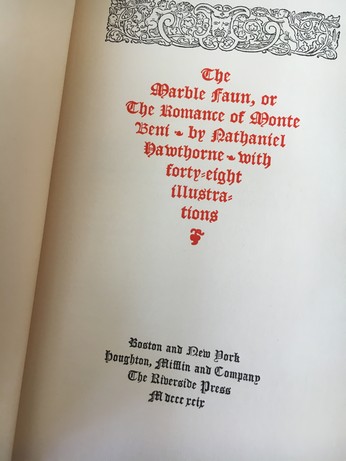 The
Marble Faun, or
The Romance of Monte
Beni ❧ by Nathaniel
Hawthorne ❧ with
forty-eight
illustra-
tions
Boston and New York
Houghton, Mifflin and Company
The Riverside Press
Mdccc xcix